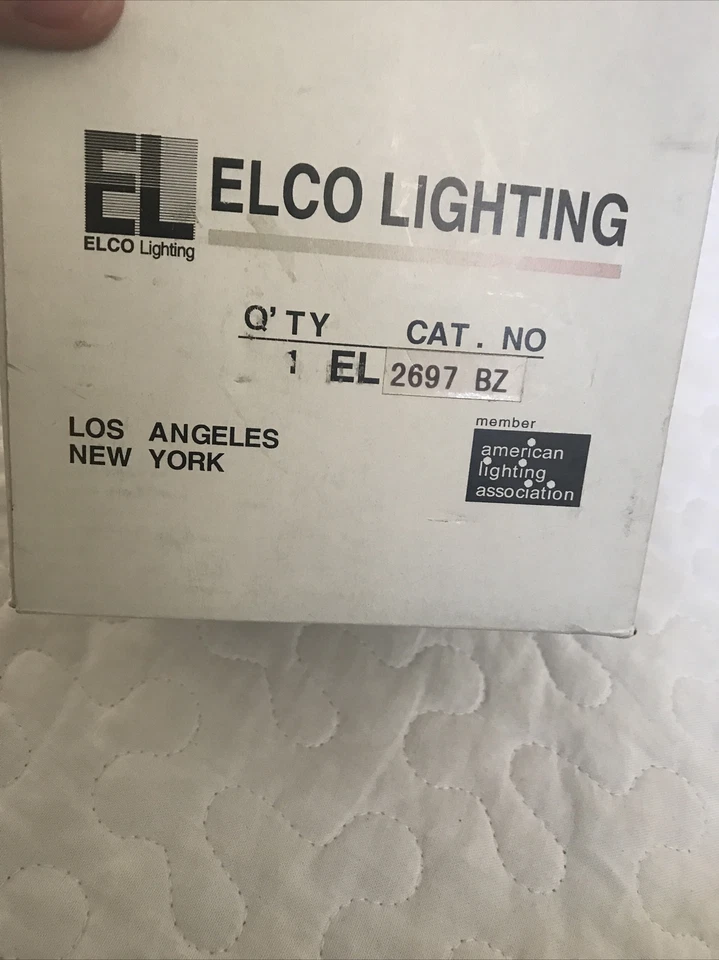 EL
ELCO Lighting
ELCO LIGHTING
Q'TY CAT. NO
1 EL 2697 BZ
LOS ANGELES
NEW YORK
member
american
lighting
association